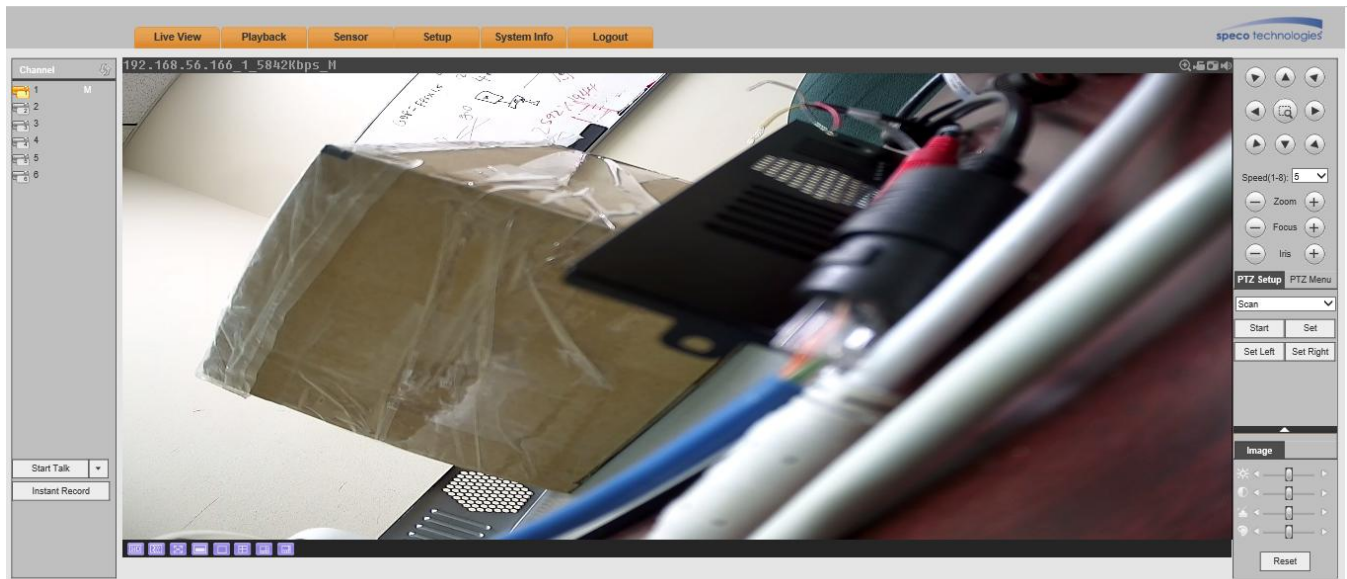 Live View Playback Sensor Setup System Info Logout
speco technologies
Channel
192.168.56.166_1_5842Kbps_M
1 M
2
3
4
5
6
Speed(1-8): 5
Zoom
Focus
Iris
PTZ Setup PTZ Menu
Scan
Start Set
Set Left Set Right
Start Talk
Instant Record
Image
Reset